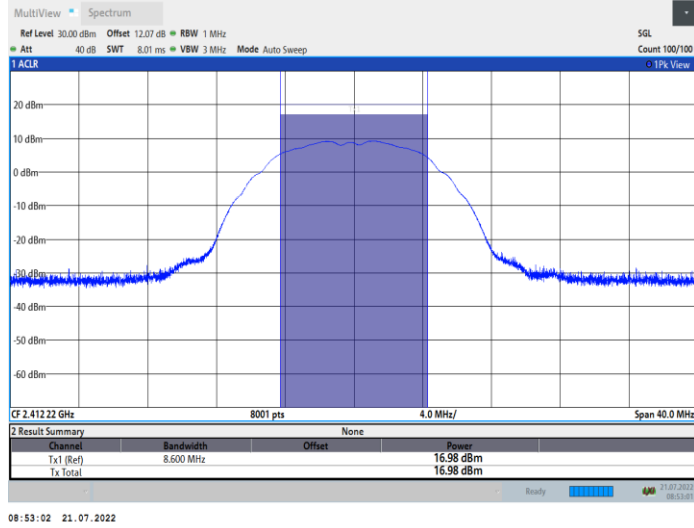 MultiView Spectrum
Ref Level 30.00 dBm Offset 12.07 dB RBW 1 MHz SGL
Att 40 dB SWT 8.01 ms VBW 3 MHz Mode Auto Sweep Count 100/100
1 ACLR 1Pk View
20 dBm
10 dBm
0 dBm
-10 dBm
-20 dBm
-30 dBm
-40 dBm
-50 dBm
-60 dBm
CF 2.412 22 GHz 8001 pts 4.0 MHz/ Span 40.0 MHz
2 Result Summary None
Channel Bandwidth Offset Power
Tx1 (Ref) 8.600 MHz 16.98 dBm
Tx Total 16.98 dBm
Ready 21.07.2022
08:53:01
08:53:02 21.07.2022